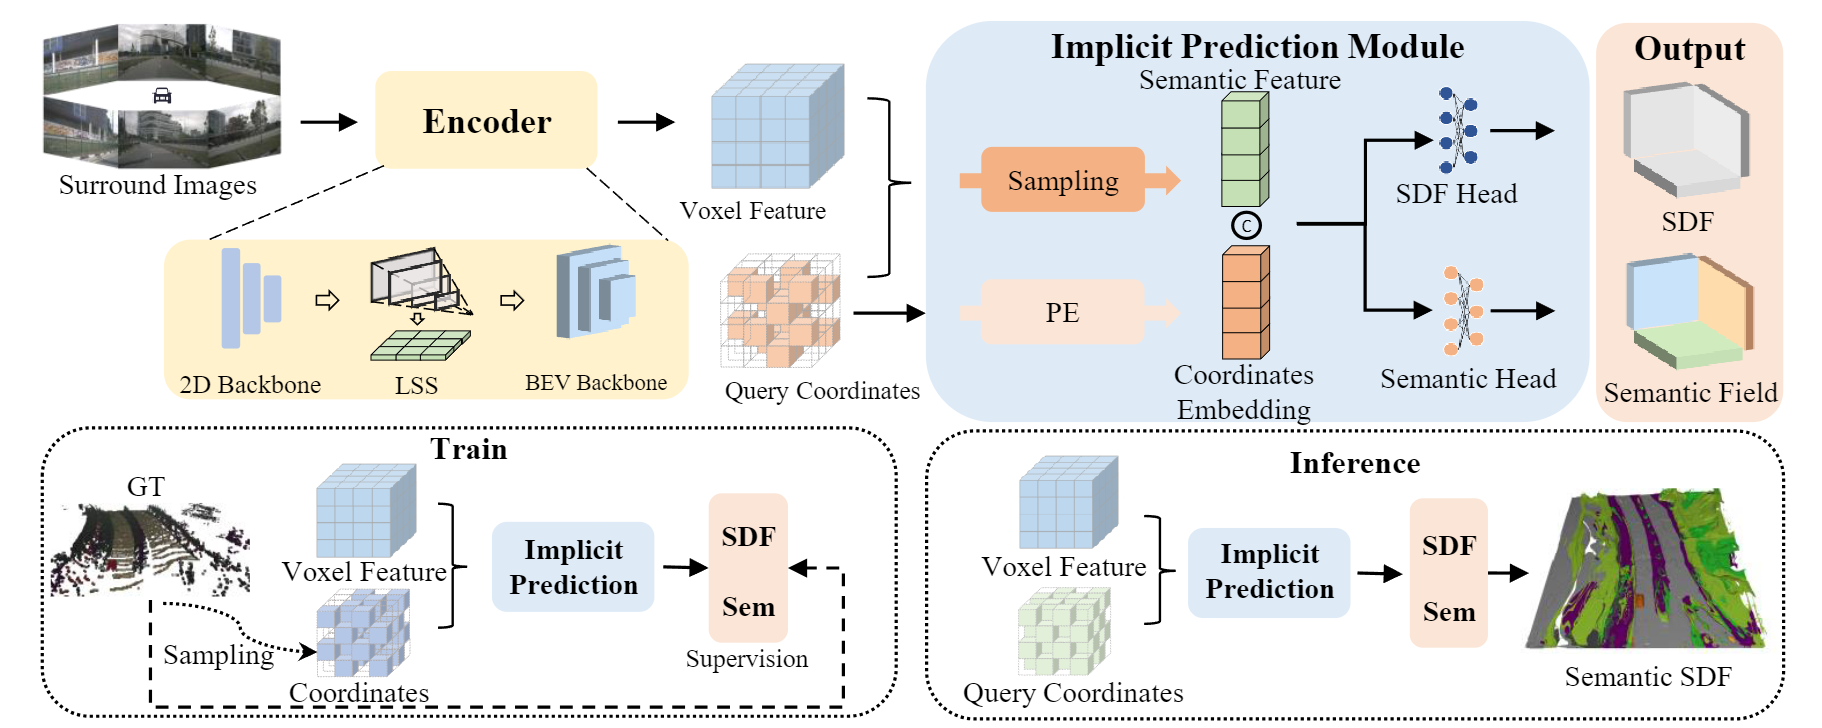 Surround Images
Encoder
2D Backbone
LSS
BEV Backbone
Voxel Feature
Query Coordinates
Implicit Prediction Module
Semantic Feature
Sampling
C
PE
Coordinates
Embedding
SDF Head
Semantic Head
Output
SDF
Semantic Field
Train
GT
Sampling
Voxel Feature
Coordinates
Implicit
Prediction
SDF
Sem
Supervision
Inference
Voxel Feature
Query Coordinates
Implicit
Prediction
SDF
Sem
Semantic SDF